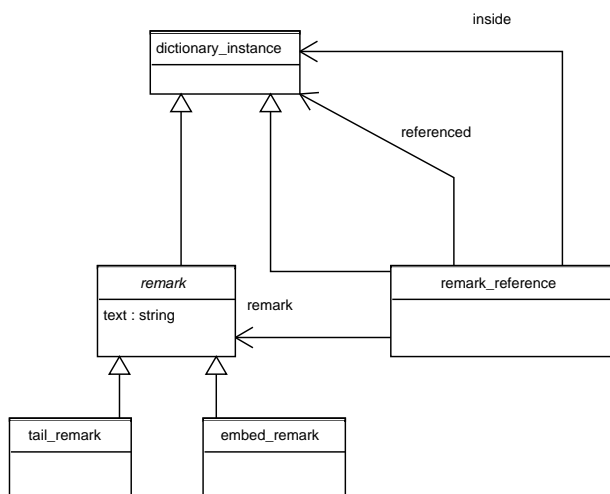 inside
dictionary_instance
referenced
remark
text : string
remark
remark_reference
tail_remark
embed_remark